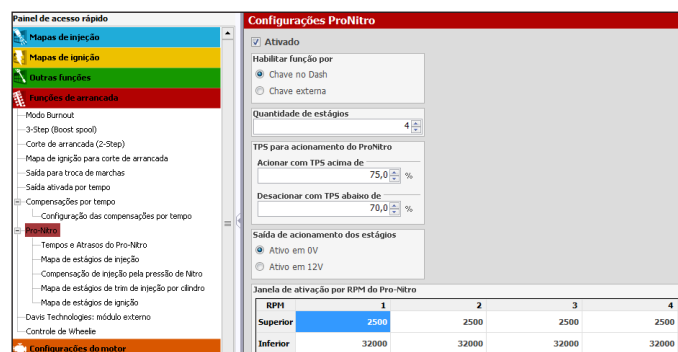 Painel de acesso rápido
Mapas de injeção
Mapas de ignição
Outras funções
Funções de arrancada
Modo Burnout
3-Step (Boost spool)
Corte de arrancada (2-Step)
Mapa de ignição para corte de arrancada
Saída para troca de marchas
Saída ativada por tempo
Compensações por tempo
Configuração das compensações por tempo
Pro-Nitro
Tempos e Atrasos do Pro-Nitro
Mapa de estágios de injeção
Compensação de injeção pela pressão de Nitro
Mapa de estágios de trim de injeção por cilindro
Mapa de estágios de ignição
Davis Technologies: módulo externo
Controle de Wheelie
Configurações do motor
Configurações ProNitro
Ativado
Habilitar função por
Chave no Dash
Chave externa
Quantidade de estágios
4
TPS para acionamento do ProNitro
Acionar com TPS acima de
75,0 %
Desacionar com TPS abaixo de
70,0 %
Saída de acionamento dos estágios
Ativo em 0V
Ativo em 12V
Janela de ativação por RPM do Pro-Nitro
RPM 1 2 3 4
Superior 2500 2500 2500 2500
Inferior 32000 32000 32000 32000